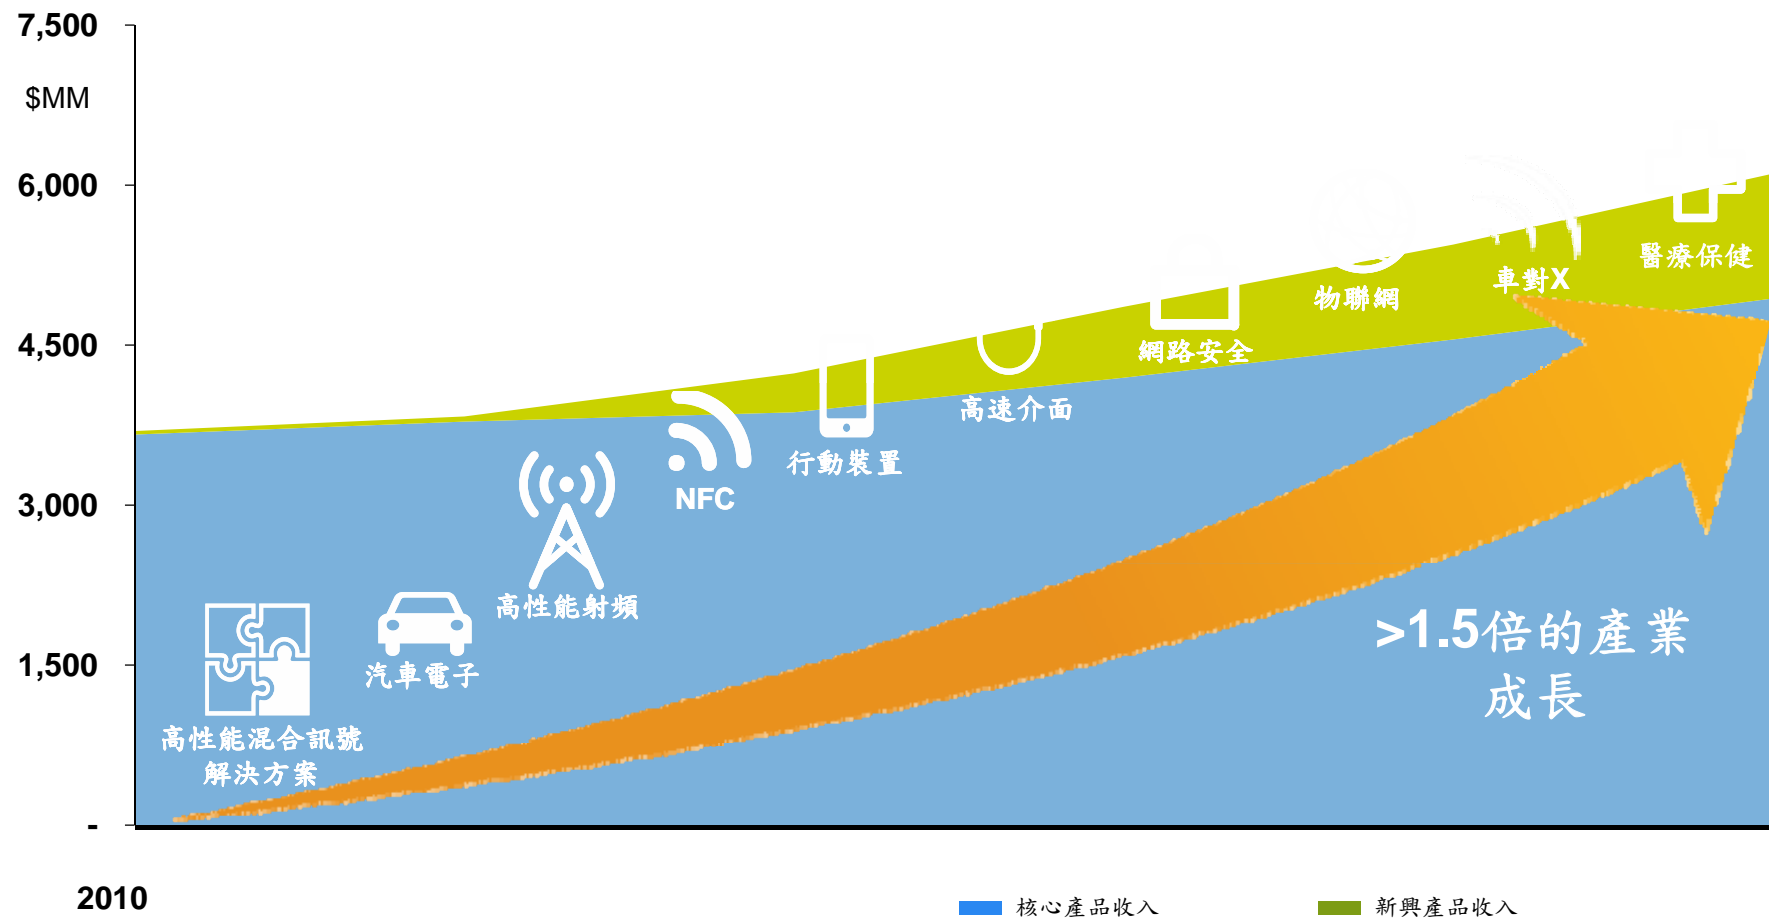 7,500
$MM
6,000
4,500
3,000
1,500
-
2010
高性能混合訊號
解決方案
汽車電子
高性能射頻
NFC
行動裝置
高速介面
網路安全
物聯網
車對X
醫療保健
>1.5倍的產業
成長
核心產品收入
新興產品收入